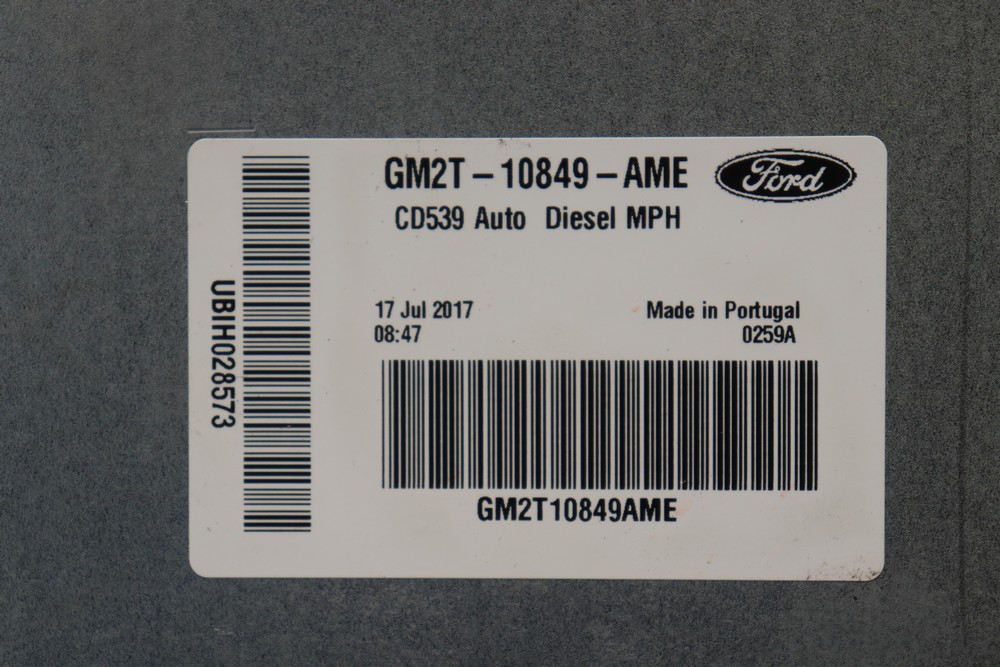 GM2T - 10849 - AME
Ford
CD539 Auto Diesel MPH
17 Jul 2017
Made in Portugal
08:47
0259A
UBIH028573
GM2T10849AME